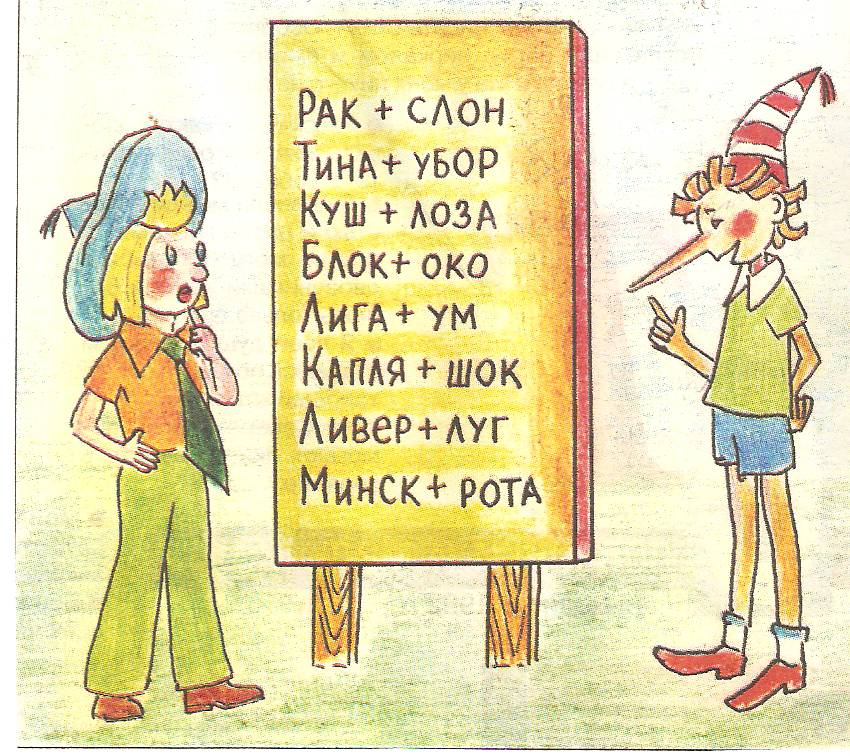 Рак + слон
Тина + убор
Куш + лоза
Блок + око
Лига + ум
Капля + шок
Ливер + луг
Минск + рота